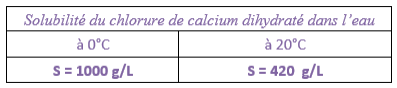 Solubilité du chlorure de calcium dihydraté dans l'eau
à 0°C à 20°C
S = 1000 g/L S = 420 g/L